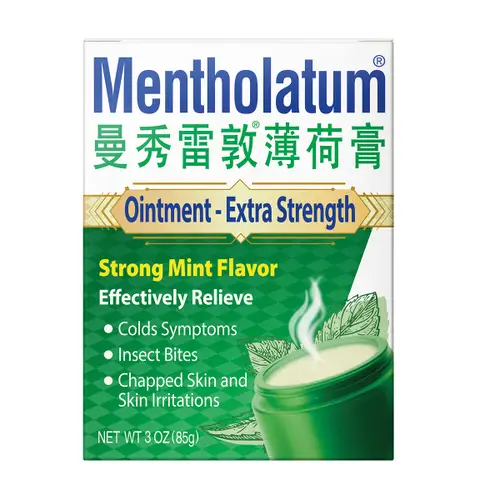 Mentholatum®
曼秀雷敦®薄荷膏
Ointment - Extra Strength
Strong Mint Flavor
Effectively Relieve
• Colds Symptoms
• Insect Bites
• Chapped Skin and
Skin Irritations
NET WT 3 OZ (85g)